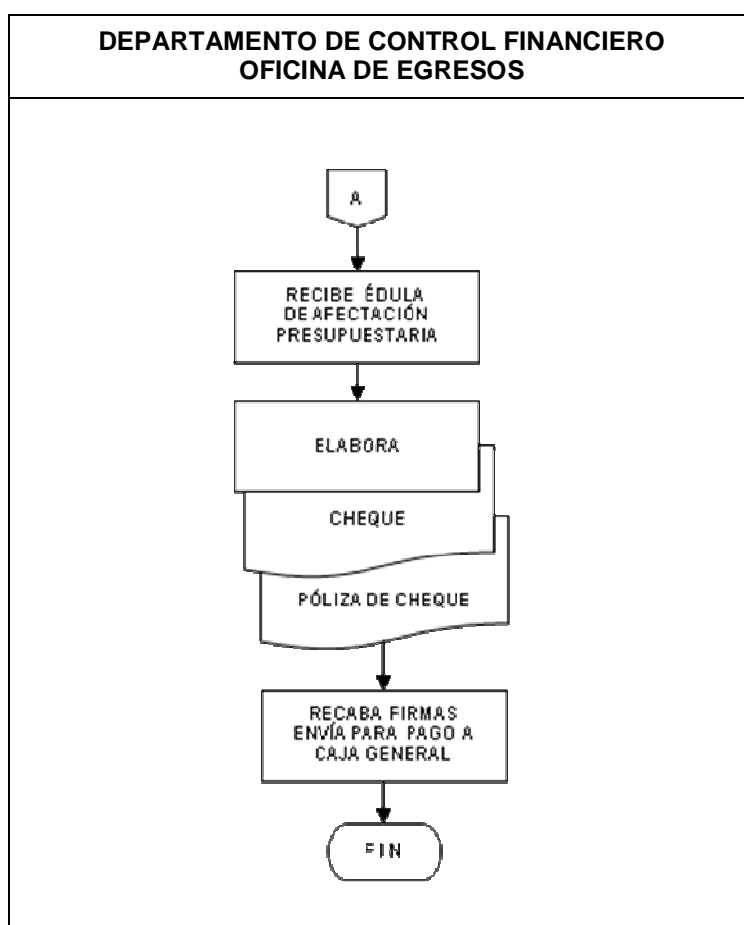 DEPARTAMENTO DE CONTROL FINANCIERO
OFICINA DE EGRESOS
A
RECIBE ÉDULA
DE AFECTACIÓN
PRESUPUESTARIA
ELABORA
CHEQUE
PÓLIZA DE CHEQUE
RECABA FIRMAS
ENVÍA PARA PAGO A
CAJA GENERAL
FIN